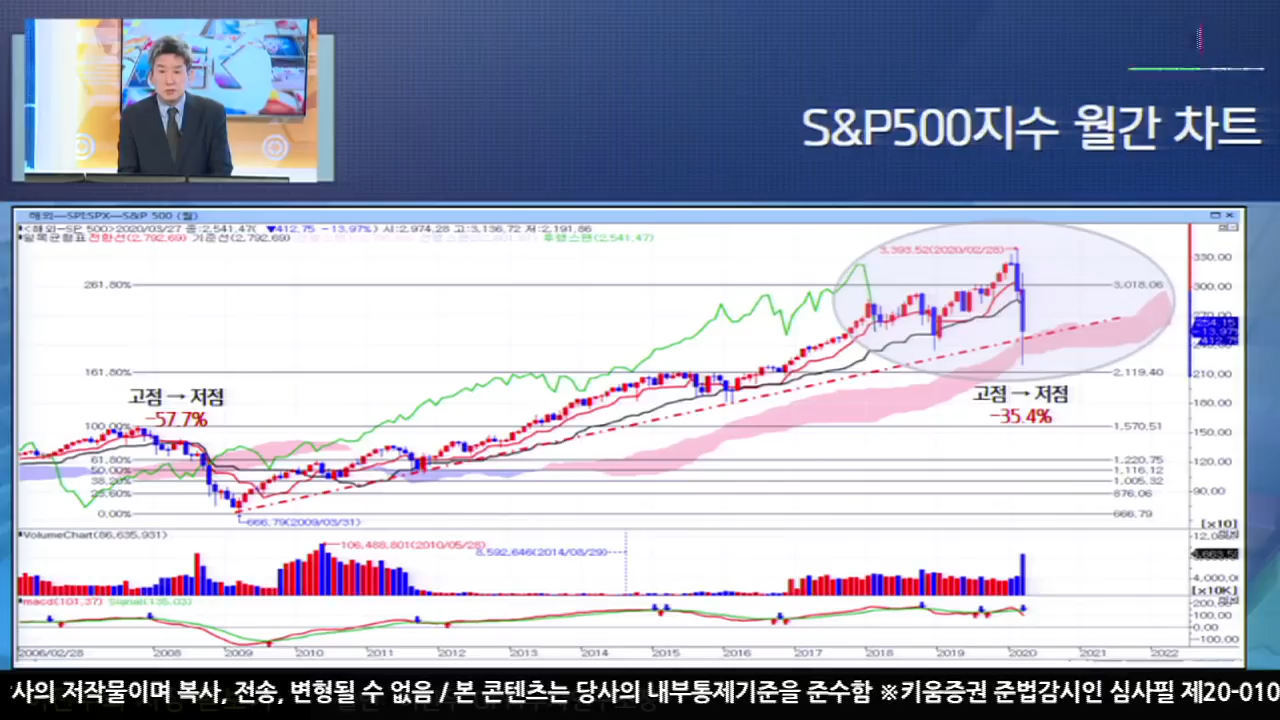 S&P500지수 월간 차트
해외—SPI:SPX—S&P 500 (월)
<해외—SP 500>2020/03/27 종:2,541,47( ▼412,75 -13,97%) 시:2,974,28 고:3,136,72 저:2,191,86
일목균형표 전환선(2,792,69) 기준선(2,792,69) 후행스팬(2,541,47)
3,393,52(2020/02/28)
261,80% 3,018,06
161,80% 2,119,40
고점 → 저점
-57.7%
고점 → 저점
-35.4%
100,00% 1,570,51
61,80% 1,220,75
50,00% 1,116,12
38,20% 1,005,32
23,60% 876,06
0,00% 666,79
666,79(2009/03/31)
330,00
300,00
210,00
180,00
150,00
120,00
90,00
[x10]
VolumeChart(86,635,931)
106,488,801(2010/05/28)
8,592,646(2014/08/29)
4,000,00
[x10K]
macd(101,37) Signal(135,03)
200,00
0,00
-100,00
2006/02/28 2008 2009 2010 2011 2012 2013 2014 2015 2016 2017 2018 2019 2020 2021 2022
사의 저작물이며 복사, 전송, 변형될 수 없음 / 본 콘텐츠는 당사의 내부통제기준을 준수함 ※키움증권 준법감시인 심사필 제20-010